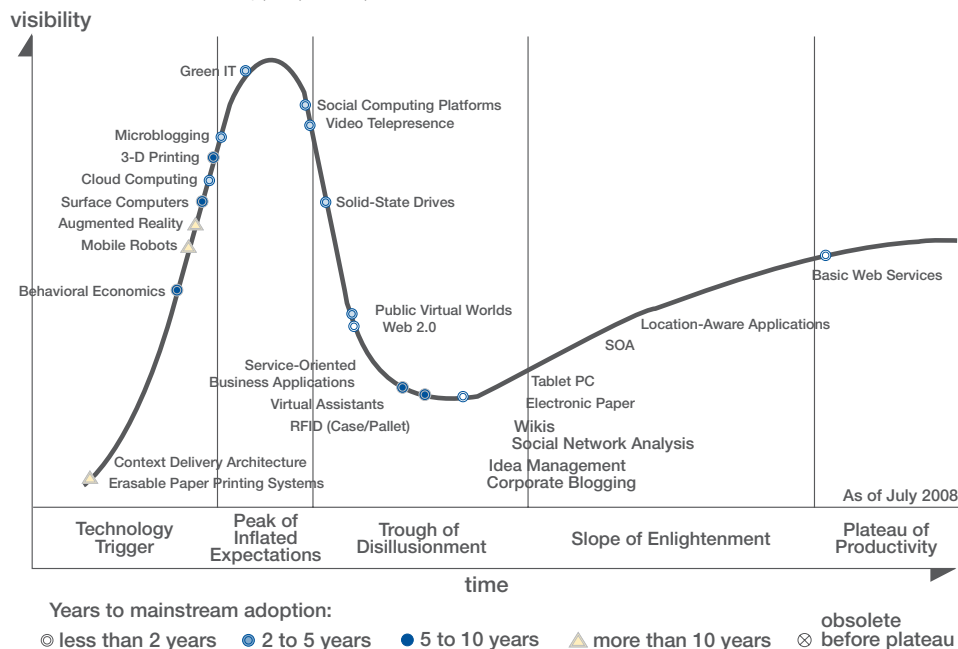 visibility
Green IT
Social Computing Platforms
Video Telepresence
Microblogging
3-D Printing
Cloud Computing
Surface Computers
Solid-State Drives
Augmented Reality
Mobile Robots
Basic Web Services
Behavioral Economics
Public Virtual Worlds
Web 2.0
Location-Aware Applications
SOA
Service-Oriented
Business Applications
Tablet PC
Virtual Assistants
Electronic Paper
RFID (Case/Pallet)
Wikis
Social Network Analysis
Context Delivery Architecture
Idea Management
Erasable Paper Printing Systems
Corporate Blogging
As of July 2008
Technology
Trigger
Peak of
Inflated
Expectations
Trough of
Disillusionment
Slope of Enlightenment
Plateau of
Productivity
time
Years to mainstream adoption:
less than 2 years
2 to 5 years
5 to 10 years
more than 10 years
obsolete
before plateau